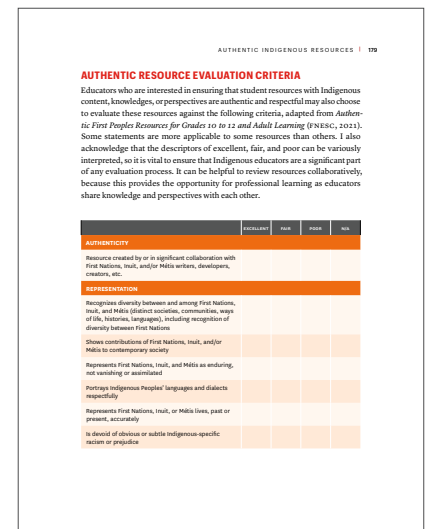 AUTHENTIC INDIGENOUS RESOURCES | 179
AUTHENTIC RESOURCE EVALUATION CRITERIA
Educators who are interested in ensuring that student resources with Indigenous
content, knowledges, or perspectives are authentic and respectful may also choose
to evaluate these resources against the following criteria, adapted from Authen-
tic First Peoples Resources for Grades 10 to 12 and Adult Learning (FNESC, 2021).
Some statements are more applicable to some resources than others. I also
acknowledge that the descriptors of excellent, fair, and poor can be variously
interpreted, so it is vital to ensure that Indigenous educators are a significant part
of any evaluation process. It can be helpful to review resources collaboratively,
because this provides the opportunity for professional learning as educators
share knowledge and perspectives with each other.
EXCELLENT FAIR POOR N/A
AUTHENTICITY
Resource created by or in significant collaboration with
First Nations, Inuit, and/or Métis writers, developers,
creators, etc.
REPRESENTATION
Recognizes diversity between and among First Nations,
Inuit, and Métis (distinct societies, communities, ways
of life, histories, languages), including recognition of
diversity between First Nations
Shows contributions of First Nations, Inuit, and/or
Métis to contemporary society
Represents First Nations, Inuit, and Métis as enduring,
not vanishing or assimilated
Portrays Indigenous Peoples' languages and dialects
respectfully
Represents First Nations, Inuit, or Métis lives, past or
present, accurately
Is devoid of obvious or subtle Indigenous-specific
racism or prejudice